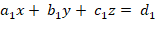 a₁x + b₁y + c₁z = d₁